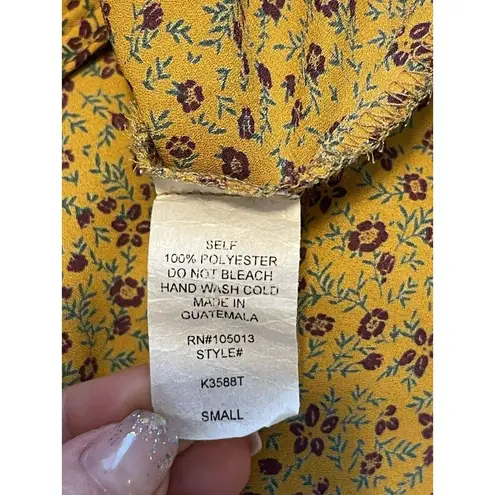 SELF
100% POLYESTER
DO NOT BLEACH
HAND WASH COLD
MADE IN
GUATEMALA
RN#105013
STYLE#
K3588T
SMALL